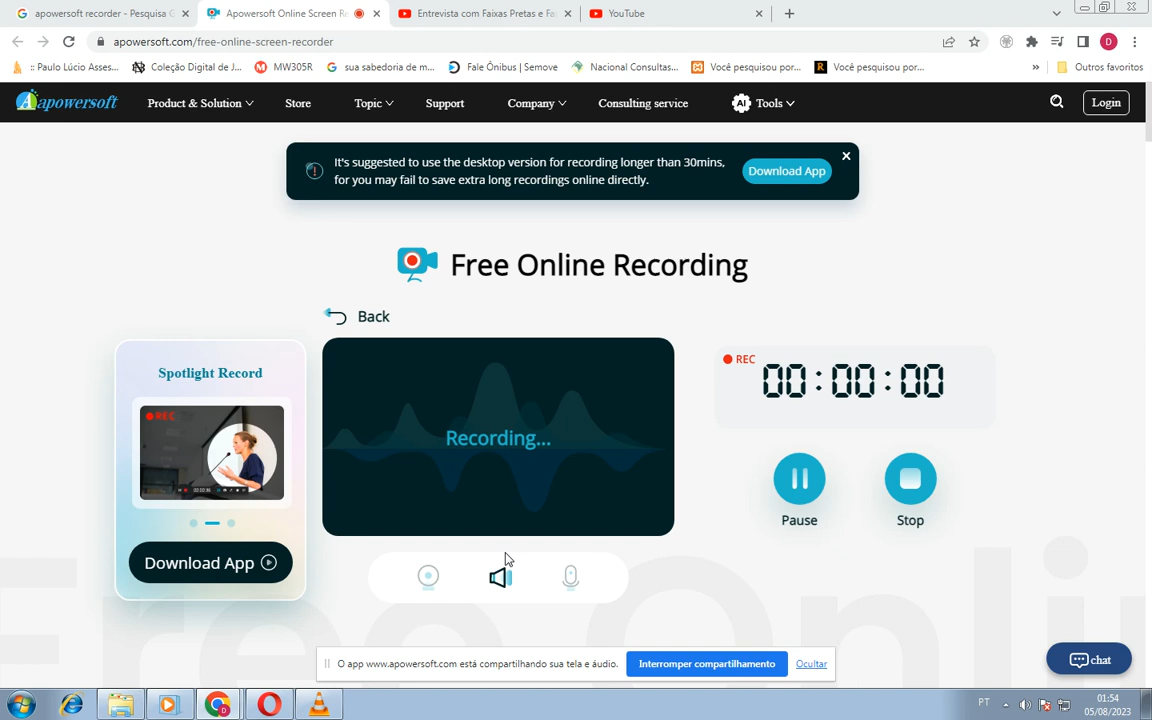 apowersoft recorder - Pesquisa G
Apowersoft Online Screen Re
Entrevista com Faixas Pretas e Fa
YouTube
apowersoft.com/free-online-screen-recorder
D
:: Paulo Lúcio Asses...
Coleção Digital de J...
MW305R
sua sabedoria de m...
Fale Ônibus | Semove
Nacional Consultas...
Você pesquisou por...
Você pesquisou por...
»
Outros favoritos
Apowersoft
Product & Solution
Store
Topic
Support
Company
Consulting service
AI
Tools
Login
It's suggested to use the desktop version for recording longer than 30mins,
for you may fail to save extra long recordings online directly.
Download App
Free Online Recording
Back
Spotlight Record
REC
Download App
Recording...
REC
00:00:00
Pause
Stop
Free Onli
O app www.apowersoft.com está compartilhando sua tela e áudio.
Interromper compartilhamento
Ocultar
chat
PT
01:54
05/08/2023